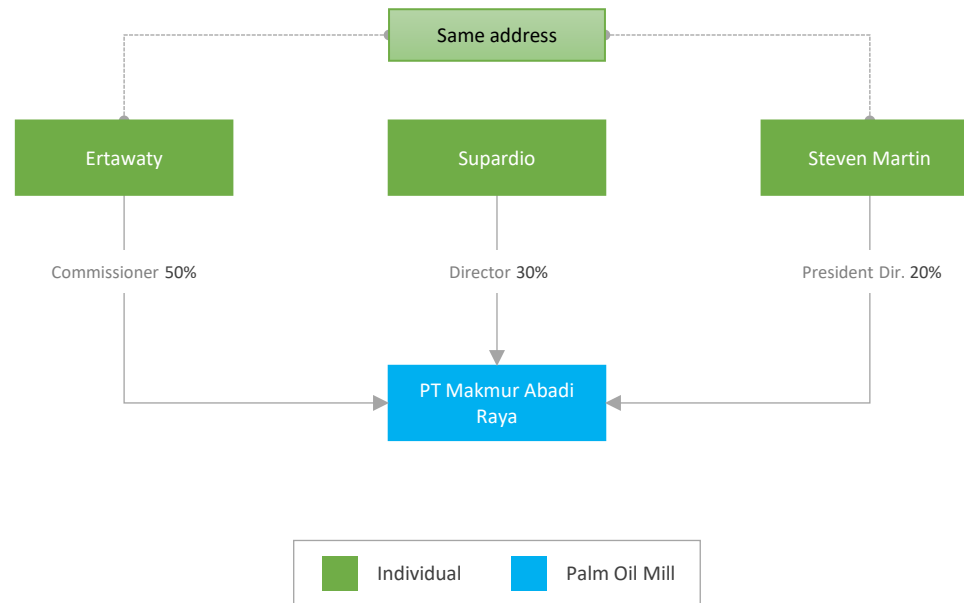 Same address
Ertawaty
Supardio
Steven Martin
Commissioner 50%
Director 30%
President Dir. 20%
PT Makmur Abadi
Raya
Individual
Palm Oil Mill